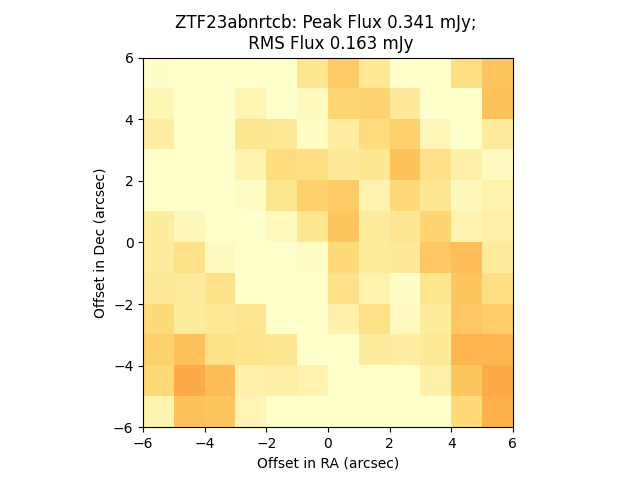 ZTF23abnrtcb: Peak Flux 0.341 mJy;
RMS Flux 0.163 mJy
6
4
2
0
−2
−4
−6
Offset in Dec (arcsec)
−6 −4 −2 0 2 4 6
Offset in RA (arcsec)